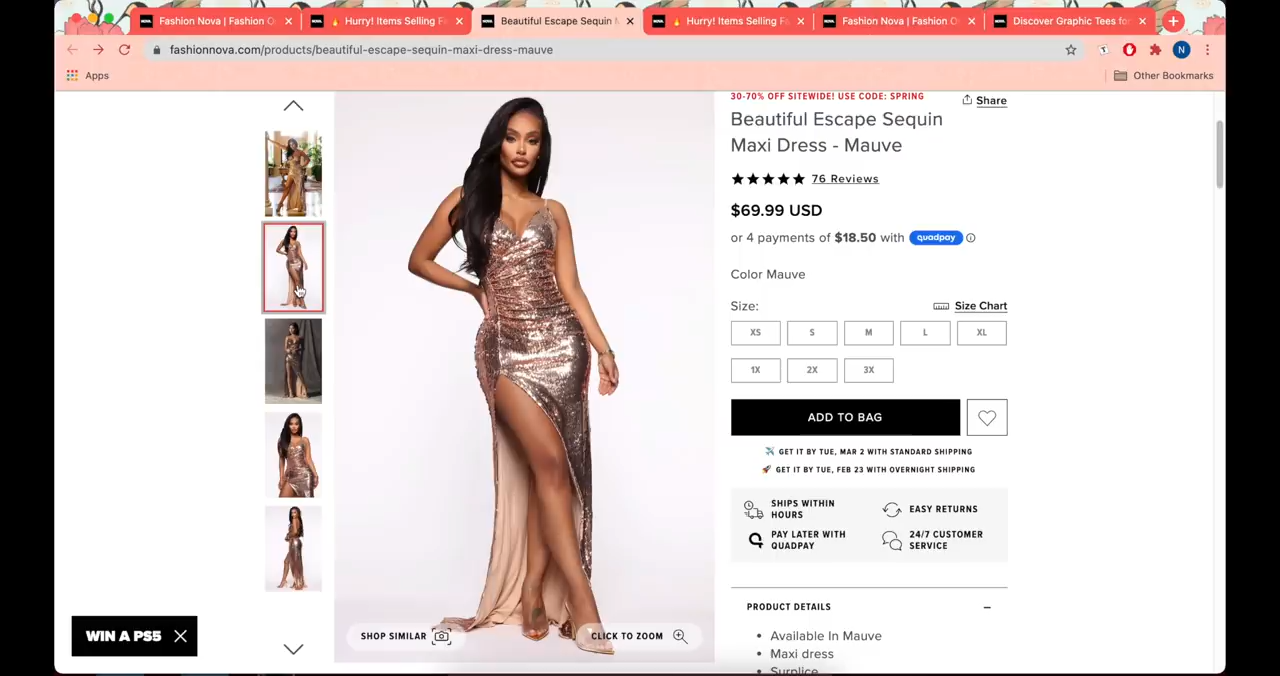 Fashion Nova | Fashion O
🔥 Hurry! Items Selling F
Beautiful Escape Sequin M
🔥 Hurry! Items Selling F
Fashion Nova | Fashion O
Discover Graphic Tees for
fashionnova.com/products/beautiful-escape-sequin-maxi-dress-mauve
N
Apps
Other Bookmarks
30-70% OFF SITEWIDE! USE CODE: SPRING
Share
Beautiful Escape Sequin
Maxi Dress - Mauve
76 Reviews
$69.99 USD
or 4 payments of $18.50 with quadpay
Color Mauve
Size:
Size Chart
XS S M L XL
1X 2X 3X
ADD TO BAG
GET IT BY TUE, MAR 2 WITH STANDARD SHIPPING
GET IT BY TUE, FEB 23 WITH OVERNIGHT SHIPPING
SHIPS WITHIN
HOURS
EASY RETURNS
PAY LATER WITH
QUADPAY
24/7 CUSTOMER
SERVICE
PRODUCT DETAILS
• Available In Mauve
• Maxi dress
• Surplice
WIN A PS5
SHOP SIMILAR
CLICK TO ZOOM